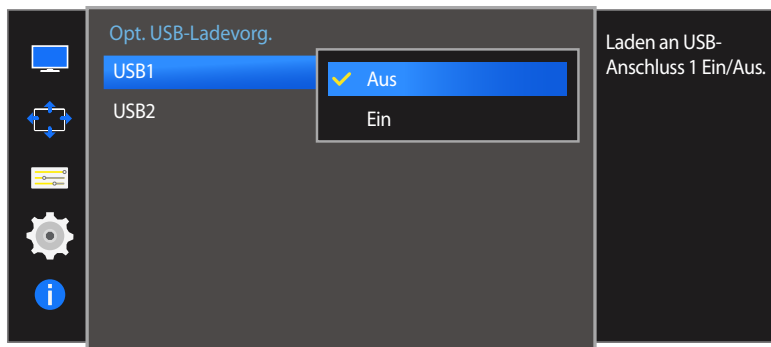 Opt. USB-Ladevorg.
USB1
USB2
Aus
Ein
Laden an USB-
Anschluss 1 Ein/Aus.